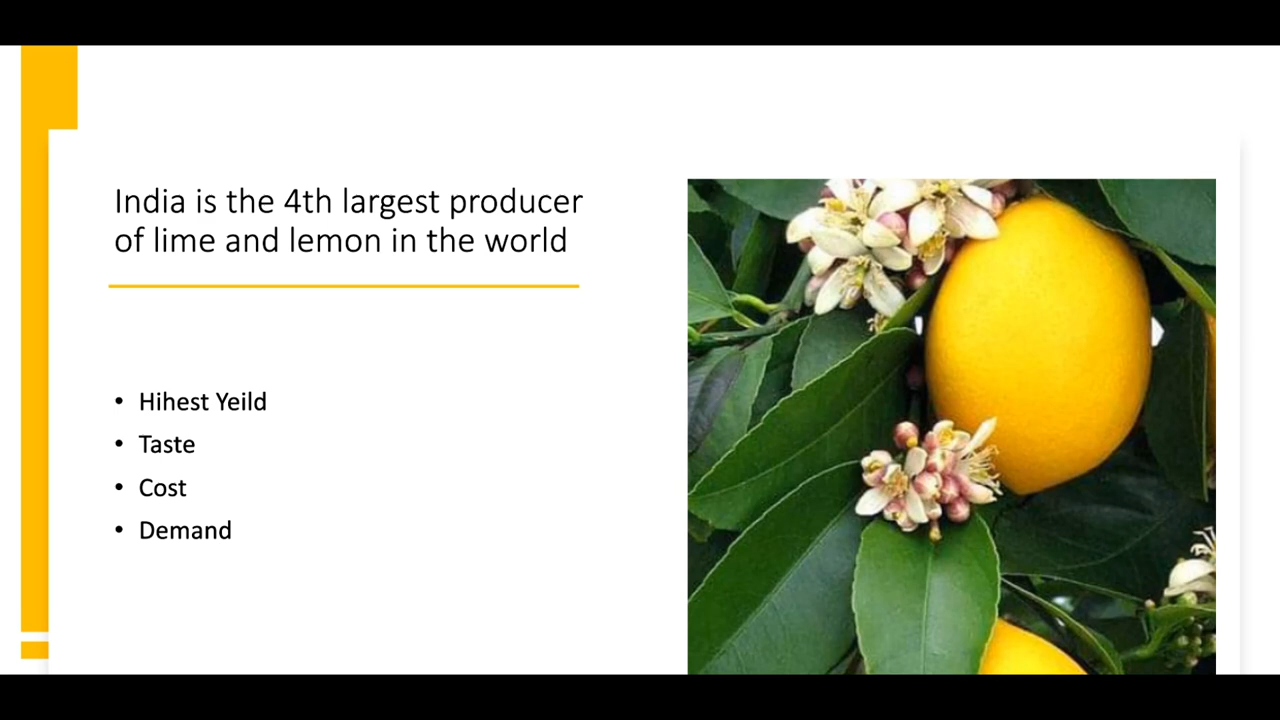 India is the 4th largest producer
of lime and lemon in the world
• Hihest Yeild
• Taste
• Cost
• Demand